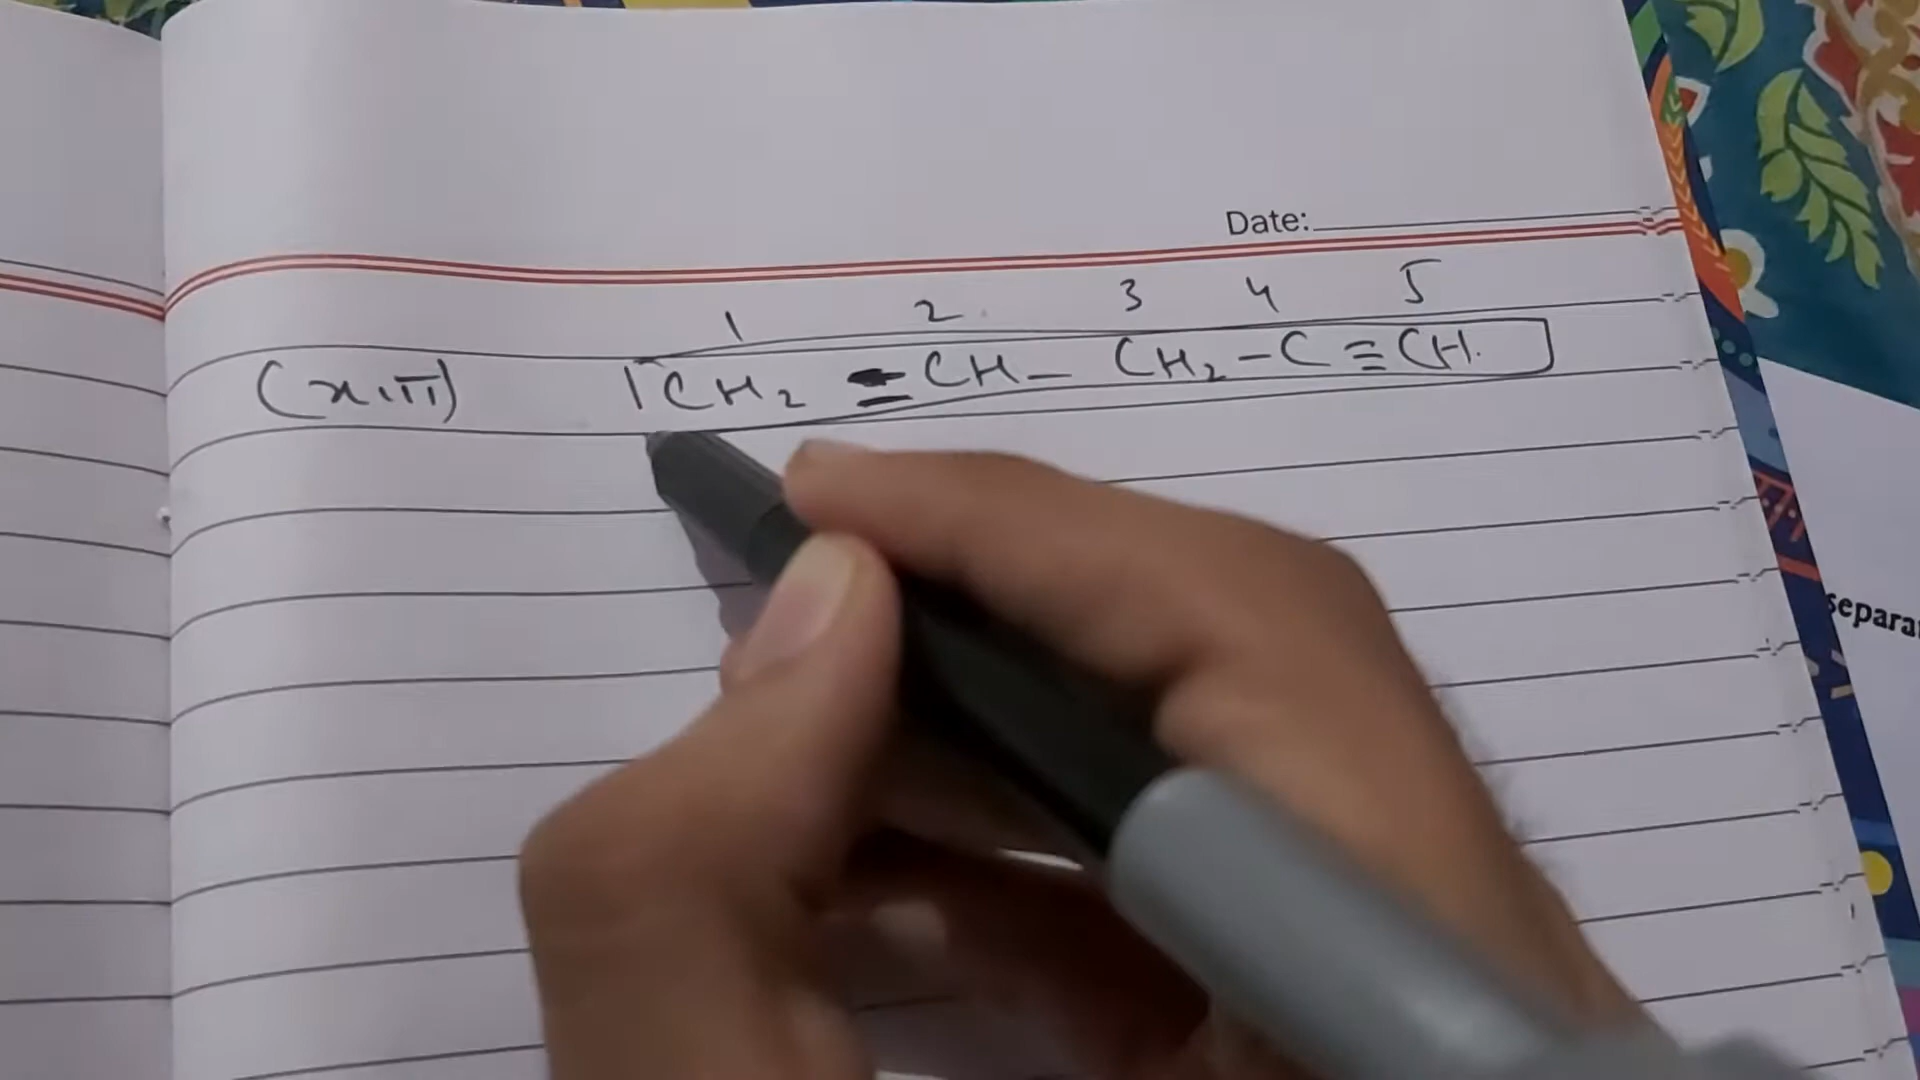 Date:
1 2 3 4 5
(xiii) CH₂ = CH - CH₂ - C ≡ CH.
separa